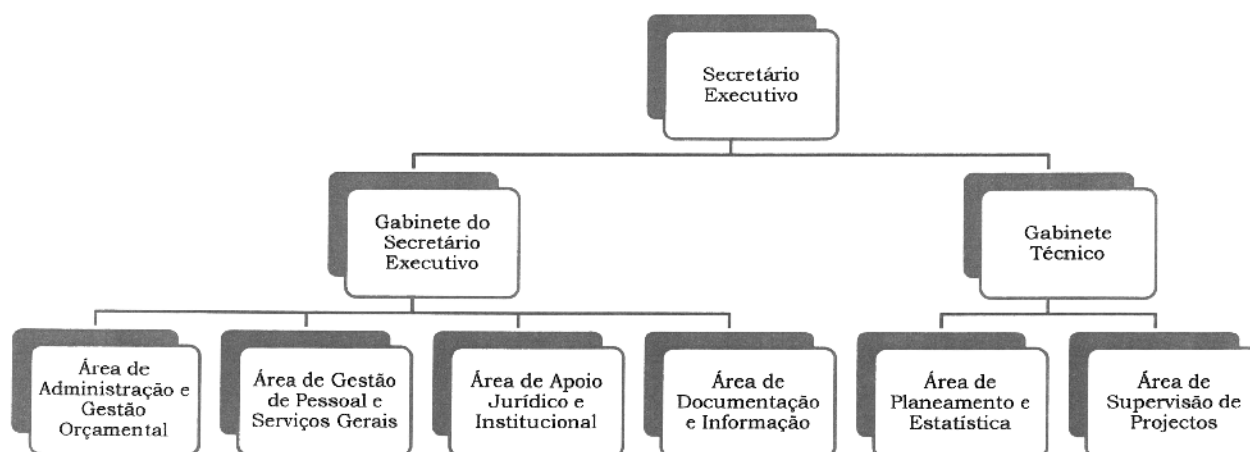 Secretário
Executivo
Gabinete do
Secretário
Executivo
Gabinete
Técnico
Área de
Administração e
Gestão
Orçamental
Área de Gestão
de Pessoal e
Serviços Gerais
Área de Apoio
Jurídico e
Institucional
Área de
Documentação
e Informação
Área de
Planeamento e
Estatística
Área de
Supervisão de
Projectos